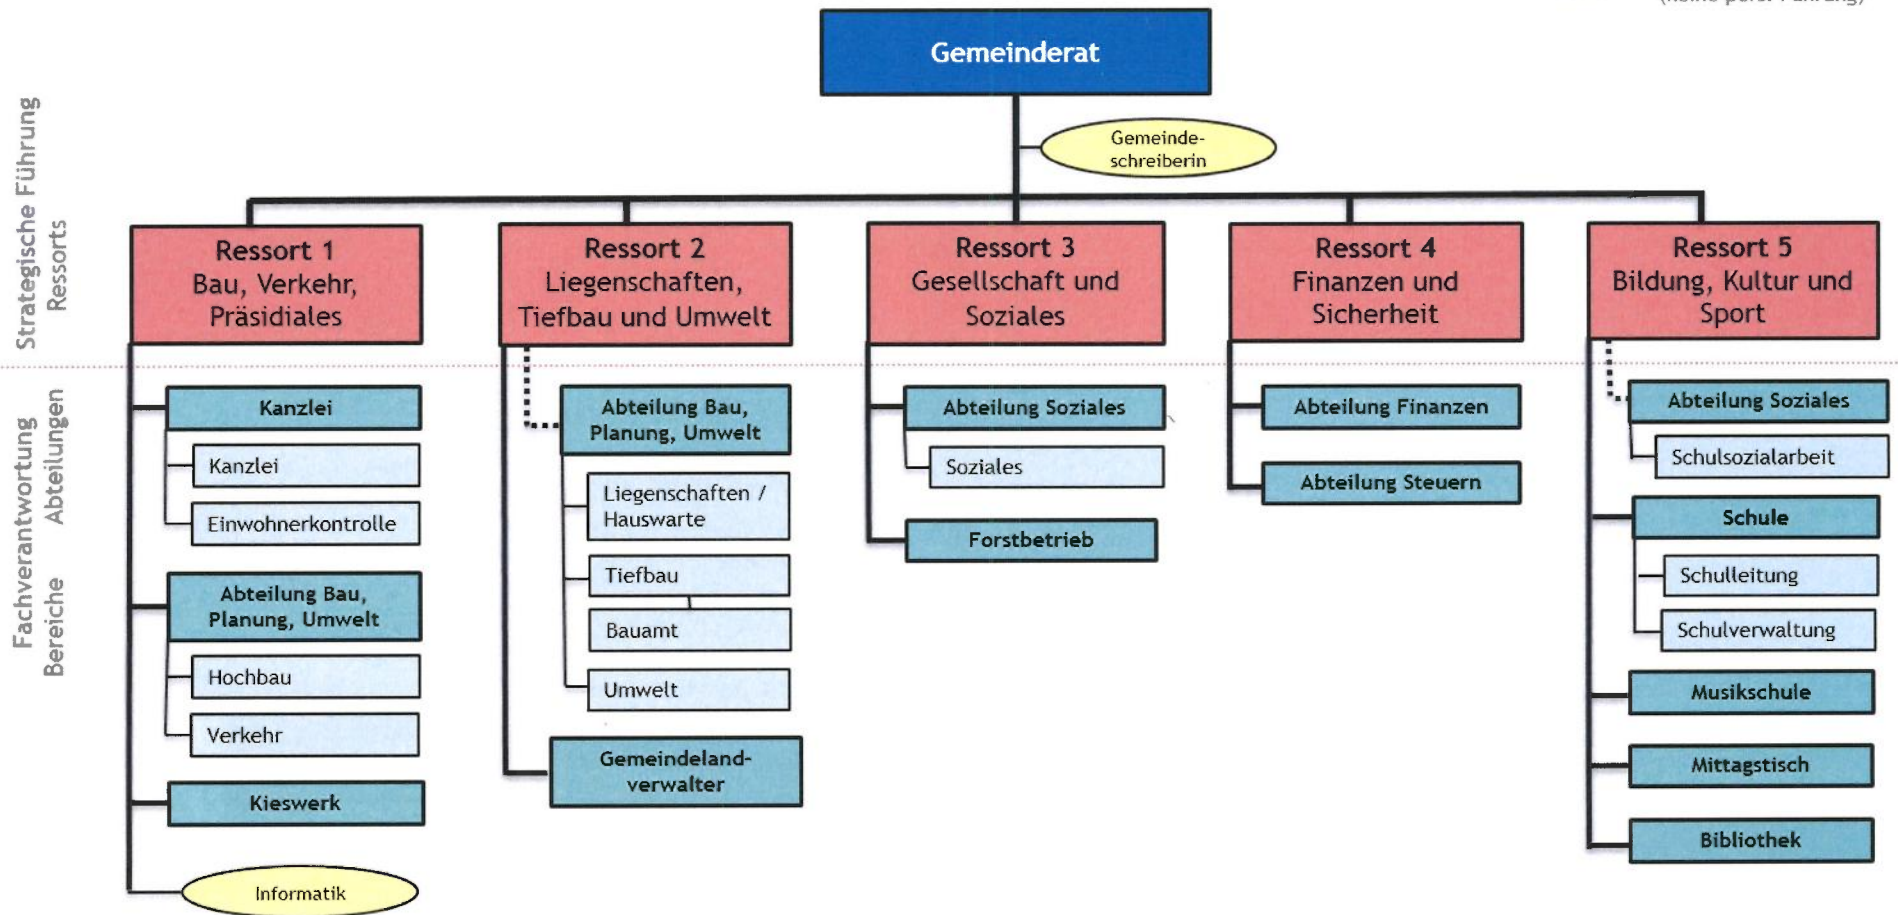 Gemeinderat
Gemeinde-
schreiberin
Strategische Führung
Ressorts
Ressort 1
Bau, Verkehr,
Präsidiales
Ressort 2
Liegenschaften,
Tiefbau und Umwelt
Ressort 3
Gesellschaft und
Soziales
Ressort 4
Finanzen und
Sicherheit
Ressort 5
Bildung, Kultur und
Sport
Fachverantwortung
Bereiche Abteilungen
Kanzlei
Kanzlei
Einwohnerkontrolle
Abteilung Bau,
Planung, Umwelt
Hochbau
Verkehr
Kieswerk
Informatik
Abteilung Bau,
Planung, Umwelt
Liegenschaften /
Hauswarte
Tiefbau
Bauamt
Umwelt
Gemeindeland-
verwalter
Abteilung Soziales
Soziales
Forstbetrieb
Abteilung Finanzen
Abteilung Steuern
Abteilung Soziales
Schulsozialarbeit
Schule
Schulleitung
Schulverwaltung
Musikschule
Mittagstisch
Bibliothek